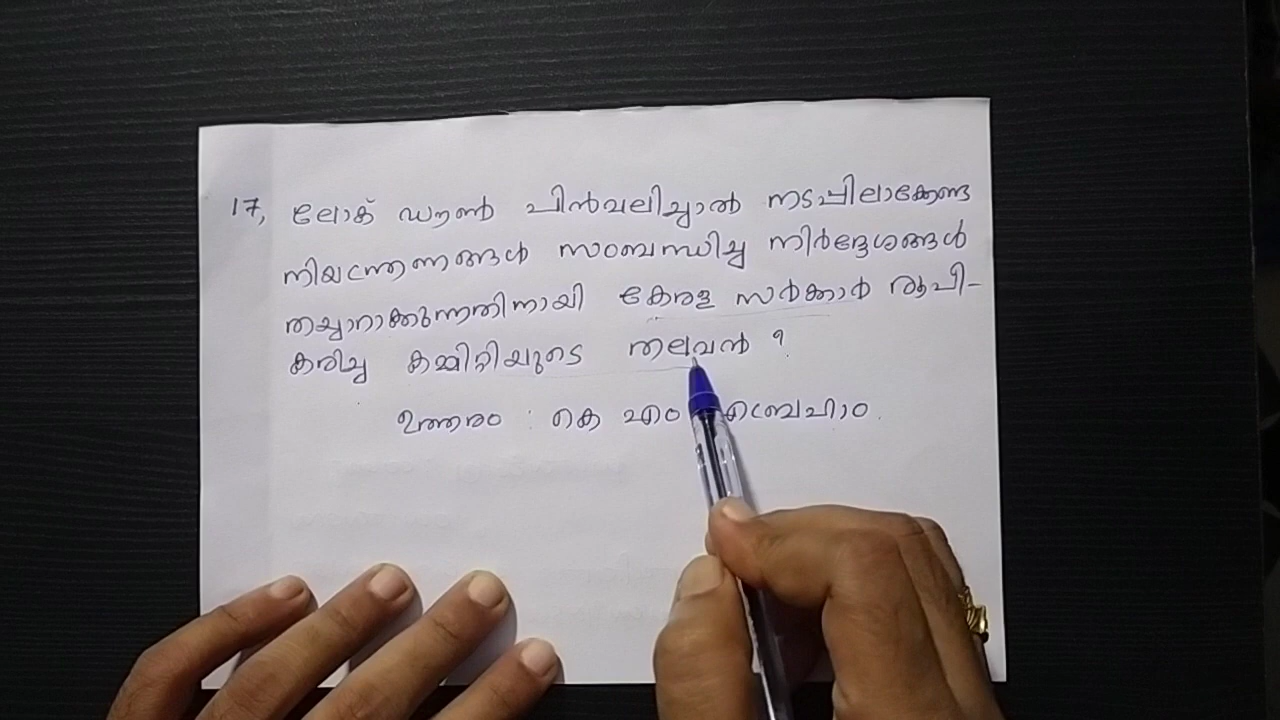 17, ലോക് ഡൗൺ പിൻവലിച്ചാൽ നടപ്പിലാക്കേണ്ട
നിയന്ത്രണങ്ങൾ സംബന്ധിച്ച നിർദ്ദേശങ്ങൾ
തയ്യാറാക്കുന്നതിനായി കേരള സർക്കാർ രൂപീ-
കരിച്ച കമ്മിറ്റിയുടെ തലവൻ ?
ഉത്തരം : കെ എം എബ്രഹാം